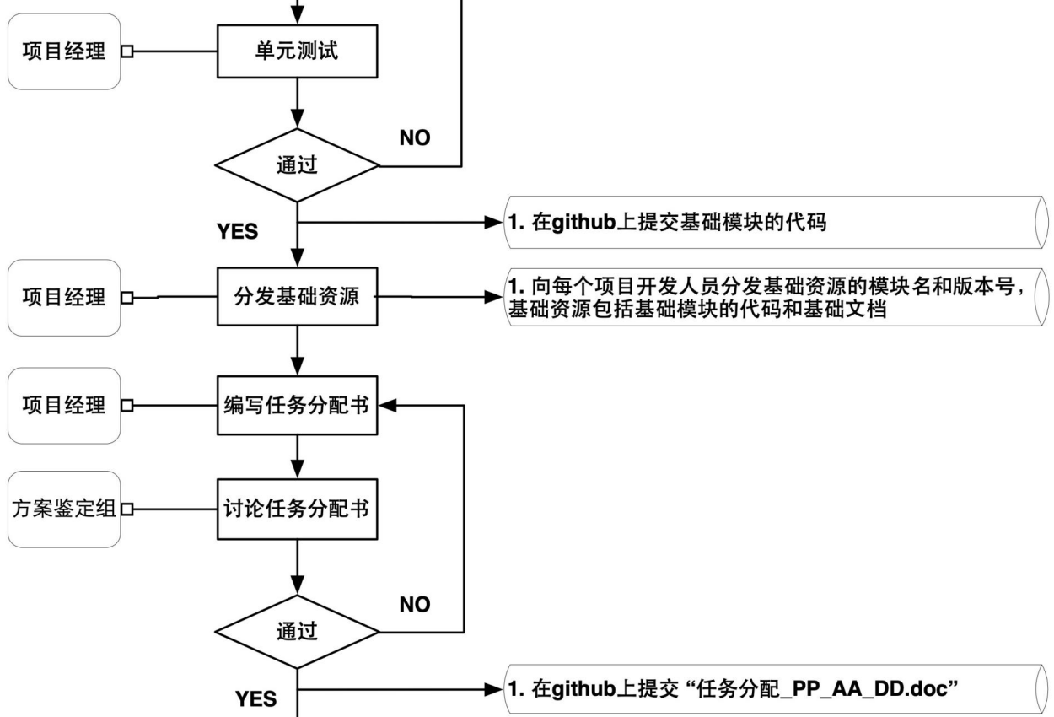 项目经理
单元测试
通过
NO
YES
1. 在github上提交基础模块的代码
项目经理
分发基础资源
1. 向每个项目开发人员分发基础资源的模块名和版本号，
基础资源包括基础模块的代码和基础文档
项目经理
编写任务分配书
方案鉴定组
讨论任务分配书
通过
NO
YES
1. 在github上提交 “任务分配_PP_AA_DD.doc”